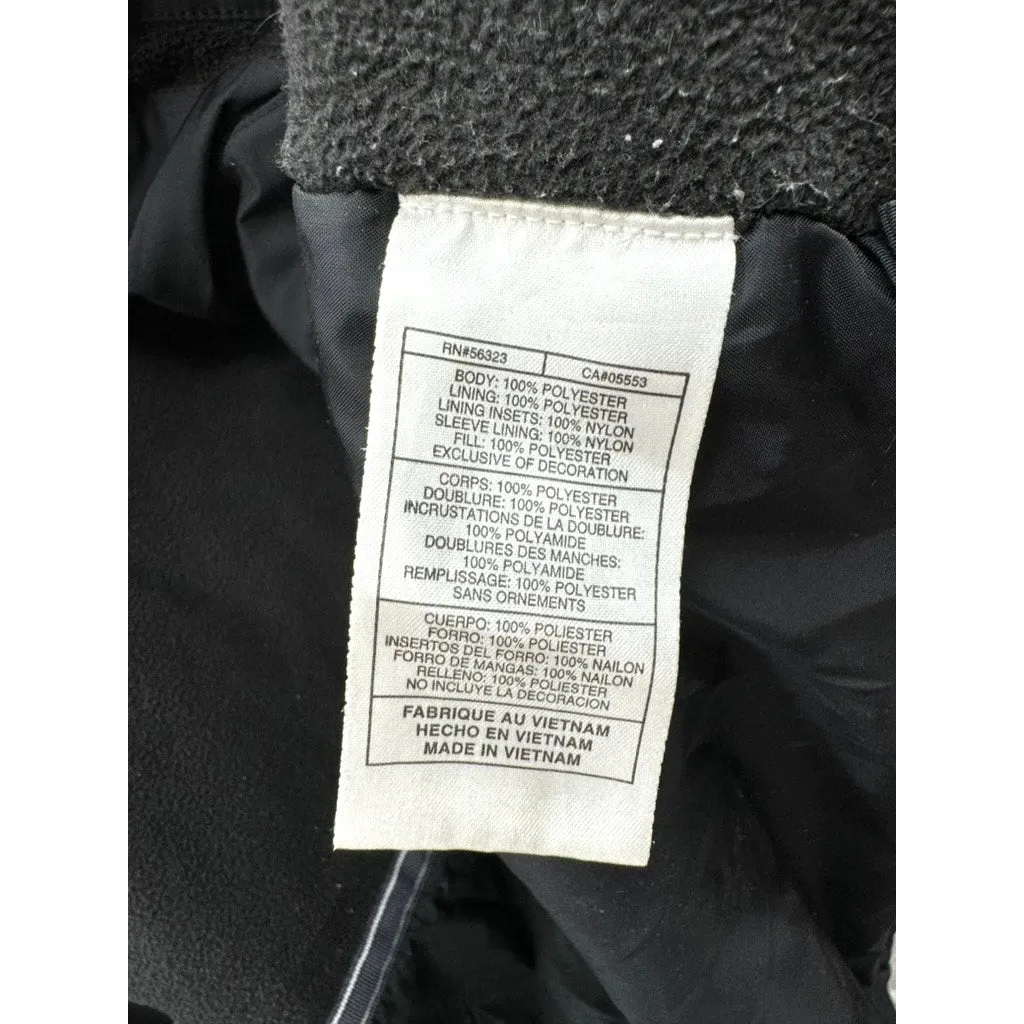 RN#56323
CA#05553
BODY: 100% POLYESTER
LINING: 100% POLYESTER
LINING INSETS: 100% NYLON
SLEEVE LINING: 100% NYLON
FILL: 100% POLYESTER
EXCLUSIVE OF DECORATION
CORPS: 100% POLYESTER
DOUBLURE: 100% POLYESTER
INCRUSTATIONS DE LA DOUBLURE:
100% POLYAMIDE
DOUBLURES DES MANCHES:
100% POLYAMIDE
REMPLISSAGE: 100% POLYESTER
SANS ORNEMENTS
CUERPO: 100% POLIESTER
FORRO: 100% POLIESTER
INSERTOS DEL FORRO: 100% NAILON
FORRO DE MANGAS: 100% NAILON
RELLENO: 100% POLIESTER
NO INCLUYE LA DECORACION
FABRIQUE AU VIETNAM
HECHO EN VIETNAM
MADE IN VIETNAM